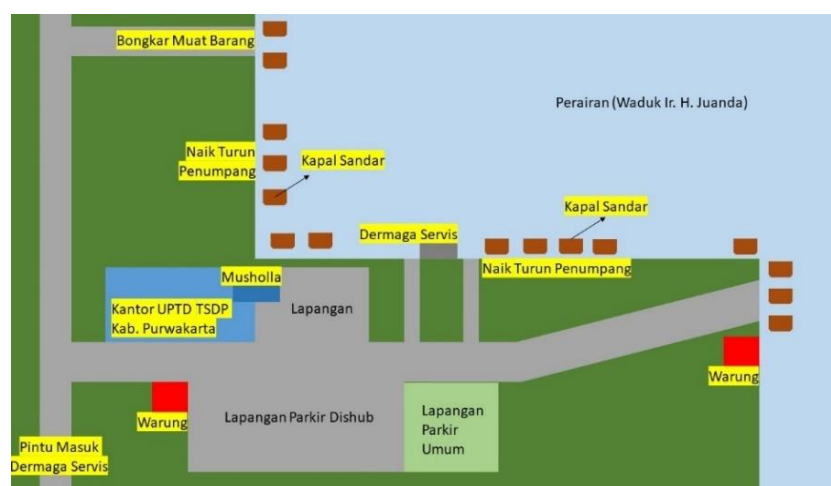 Bongkar Muat Barang
Perairan (Waduk Ir. H. Juanda)
Naik Turun
Penumpang
Kapal Sandar
Kapal Sandar
Dermaga Servis
Naik Turun Penumpang
Musholla
Kantor UPTD TSDP
Kab. Purwakarta
Lapangan
Warung
Warung
Lapangan Parkir Dishub
Lapangan
Parkir
Umum
Pintu Masuk
Dermaga Servis